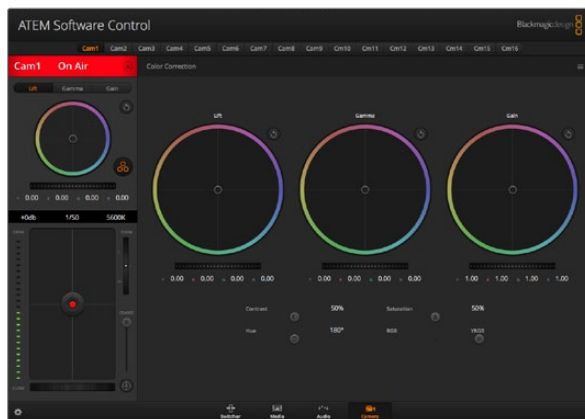 ATEM Software Control
Blackmagicdesign
Cam1 Cam2 Cam3 Cam4 Cam5 Cam6 Cam7 Cam8 Cam9 Cm10 Cm11 Cm12 Cm13 Cm14 Cm15 Cm16
Cam1 On Air
Color Correction
Lift Gamma Gain
Lift Gamma Gain
0.00 0.00 0.00 0.00
+0db 1/50 5600K
0.00 0.00 0.00 0.00 0.00 0.00 0.00 0.00 1.00 1.00 1.00 1.00
Contrast 50% Saturation 50%
Hue 180° RGB YRGB
CLOSE
Switcher Media Audio Camera